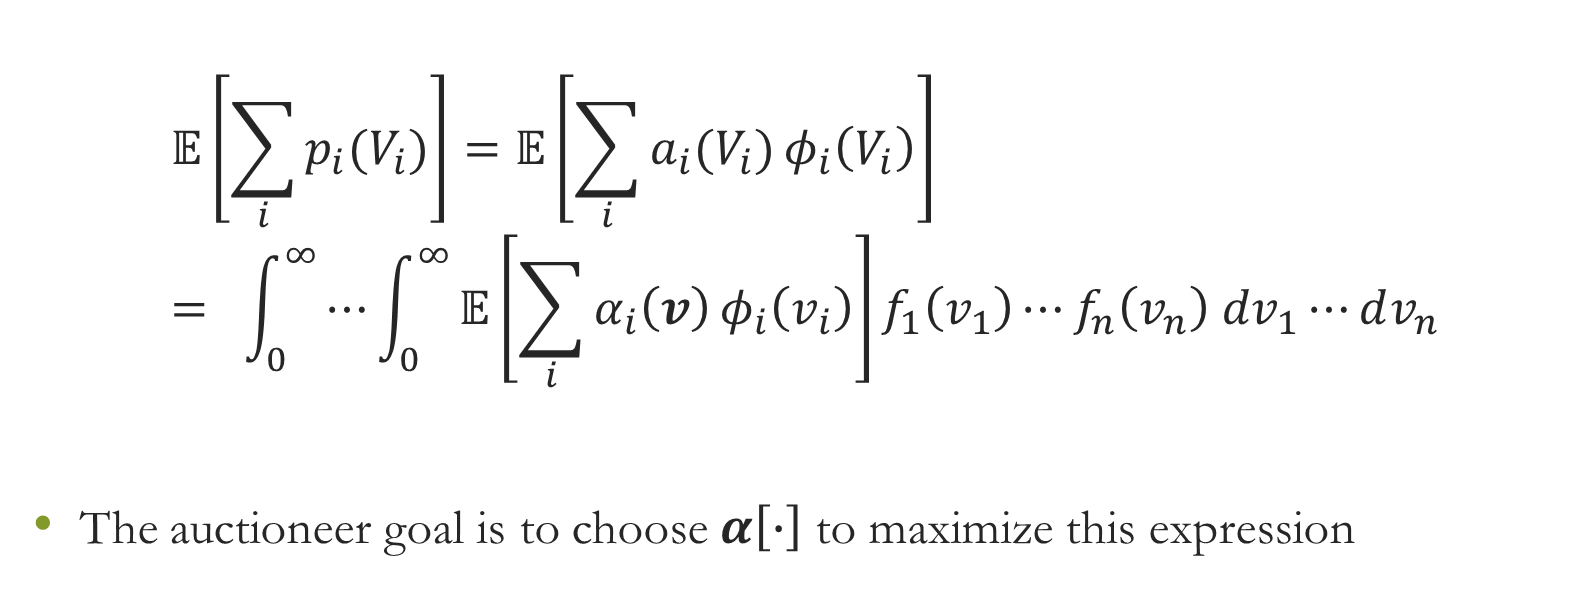 𝔼[∑ᵢ pᵢ(Vᵢ)] = 𝔼[∑ᵢ aᵢ(Vᵢ) ϕᵢ(Vᵢ)]
= ∫₀^∞ ⋯ ∫₀^∞ 𝔼[∑ᵢ αᵢ(𝒗) ϕᵢ(vᵢ)] f₁(v₁) ⋯ fₙ(vₙ) dv₁ ⋯ dvₙ
• The auctioneer goal is to choose 𝜶[·] to maximize this expression